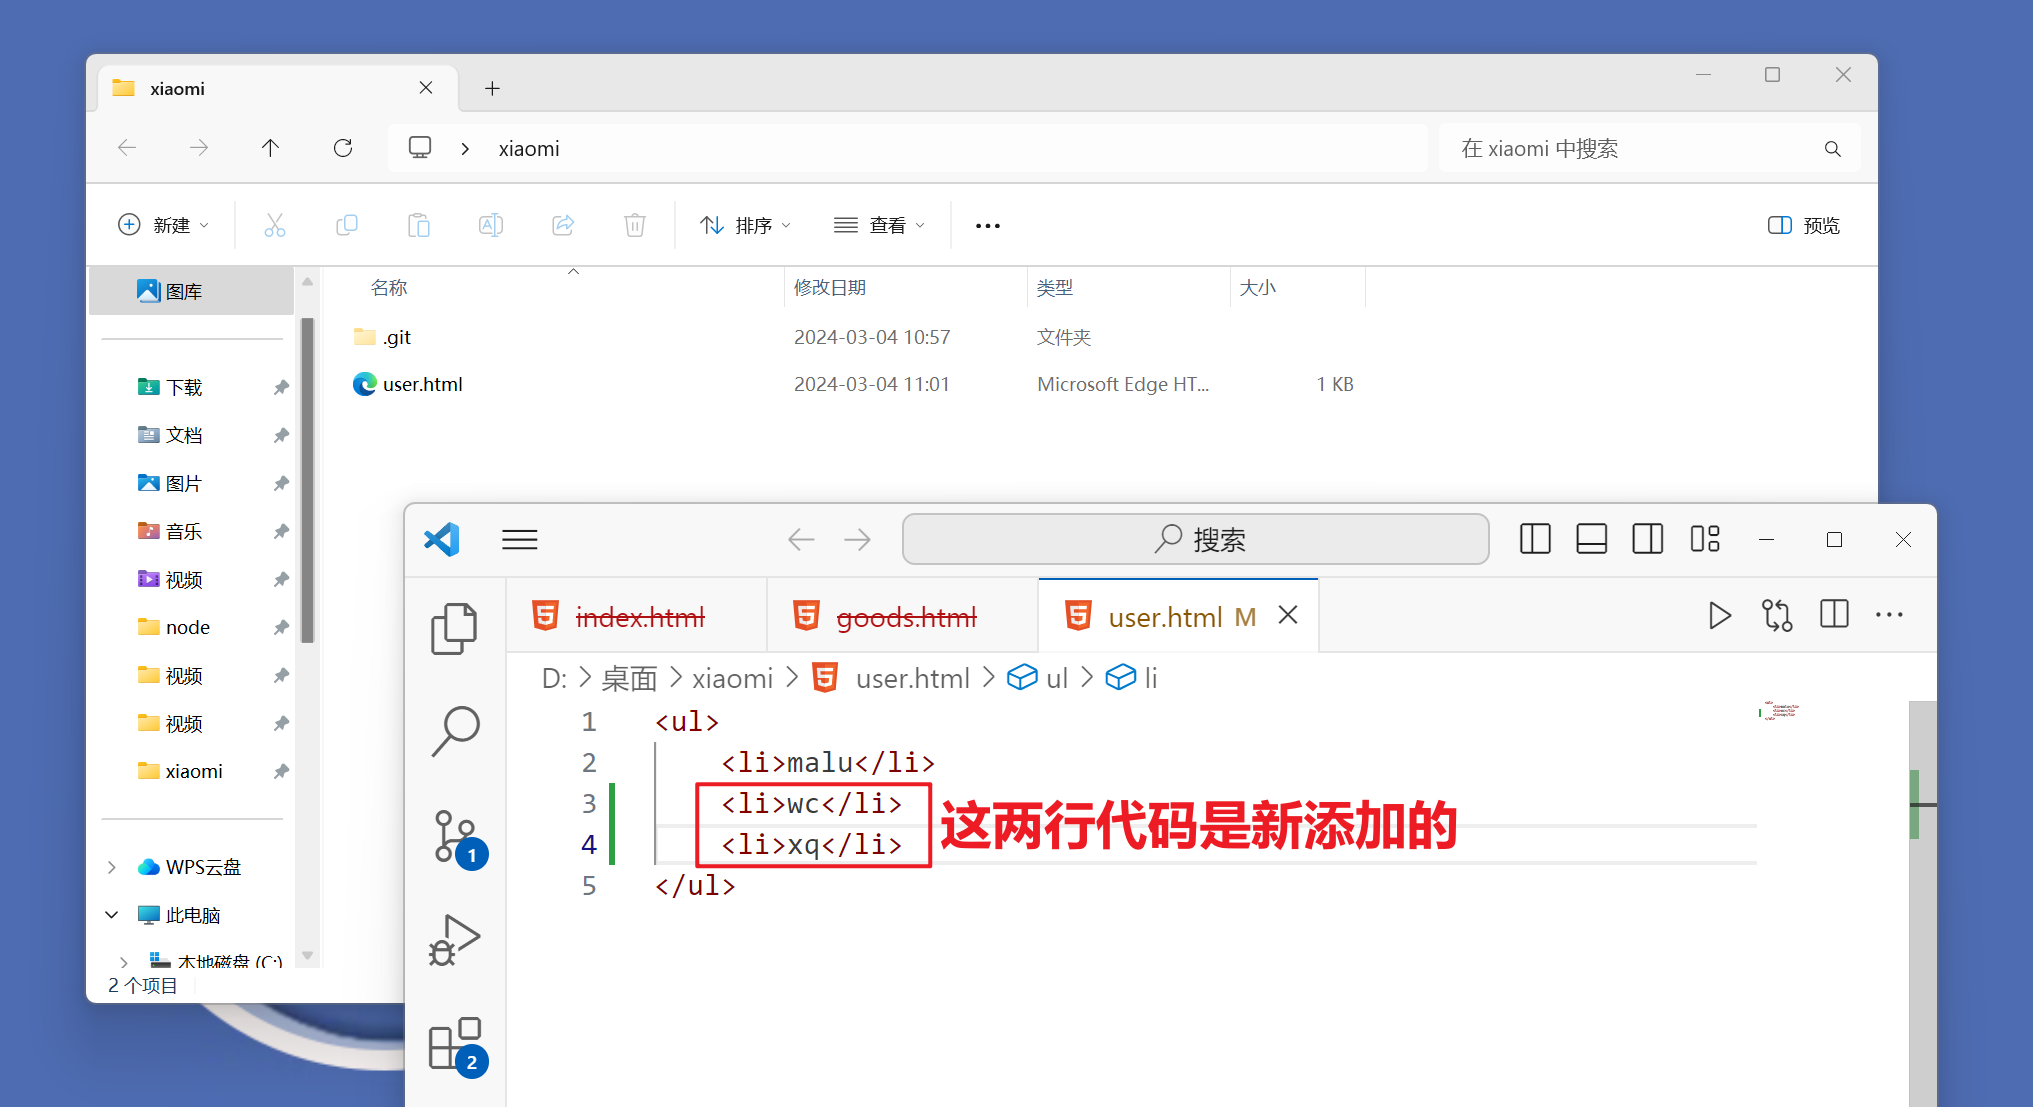 xiaomi
xiaomi
在 xiaomi 中搜索
新建
排序
查看
预览
图库
名称
修改日期
类型
大小
.git
2024-03-04 10:57
文件夹
user.html
2024-03-04 11:01
Microsoft Edge HT...
1 KB
下载
文档
图片
音乐
视频
node
视频
视频
xiaomi
WPS云盘
此电脑
本地磁盘 (C:)
2 个项目
搜索
index.html
goods.html
user.html M
D: > 桌面 > xiaomi > user.html > ul > li
1 <ul>
2 <li>malu</li>
3 <li>wc</li>
4 <li>xq</li>
5 </ul>
这两行代码是新添加的
1
2